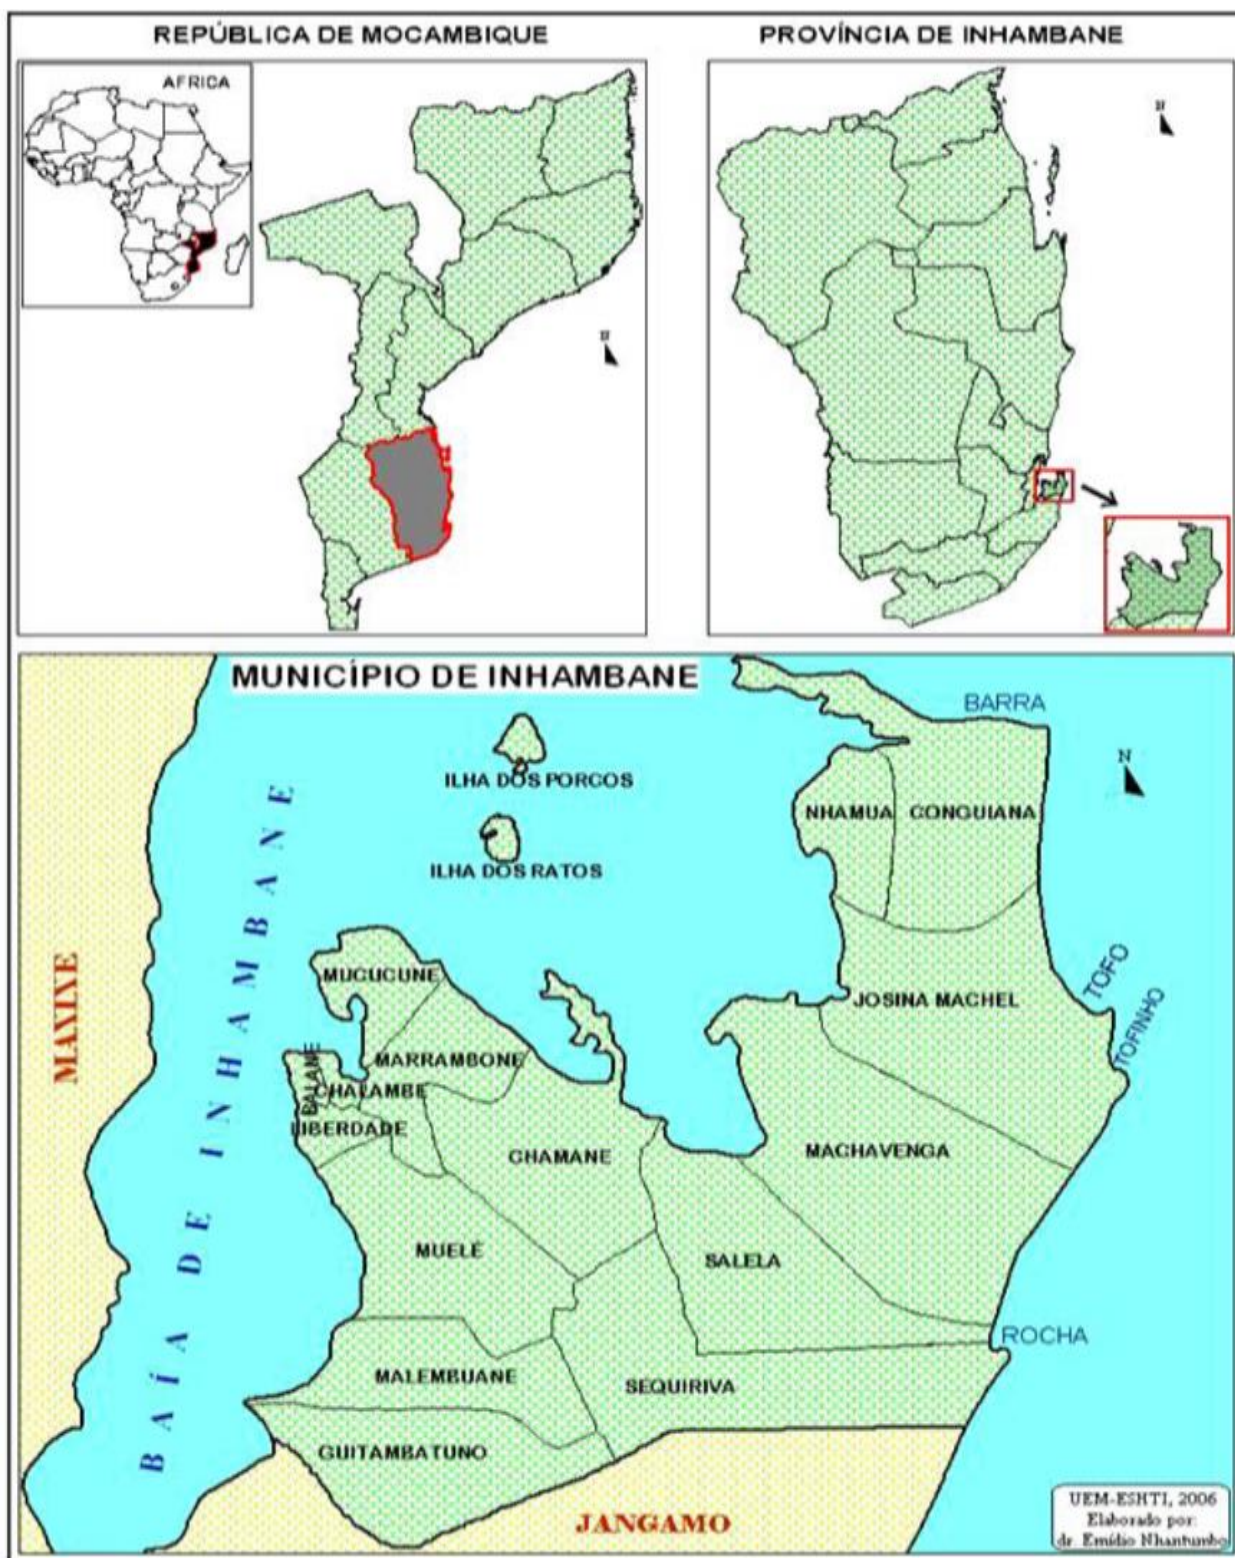 REPÚBLICA DE MOCAMBIQUE
PROVÍNCIA DE INHAMBANE
AFRICA
N
N
MUNICÍPIO DE INHAMBANE
BARRA
N
ILHA DOS PORCOS
NHAMUA
CONGUIANA
ILHA DOS RATOS
BAÍA DE INHAMBANE
MAXIXE
MUCUCUNE
JOSINA MACHEL
TOFO
TOFINHO
MARRAMBONE
BALANE
CHALAMBE
LIBERDADE
CHAMANE
MACHAVENGA
MUELÉ
SALELA
ROCHA
MALEMBUANE
SEQUIRIVA
GUITAMBATUNO
JANGAMO
UEM-ESHTI, 2006
Elaborado por:
dr. Emídio Nhantumbo